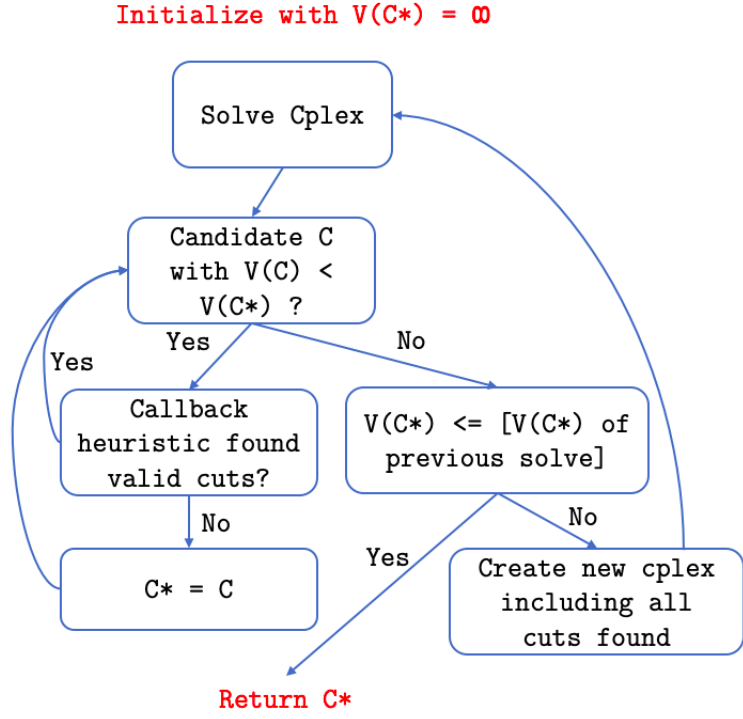 Initialize with V(C*) = ∞
Solve Cplex
Candidate C
with V(C) <
V(C*) ?
Yes
No
Yes
Callback
heuristic found
valid cuts?
V(C*) <= [V(C*) of
previous solve]
No
No
Yes
C* = C
Create new cplex
including all
cuts found
Return C*